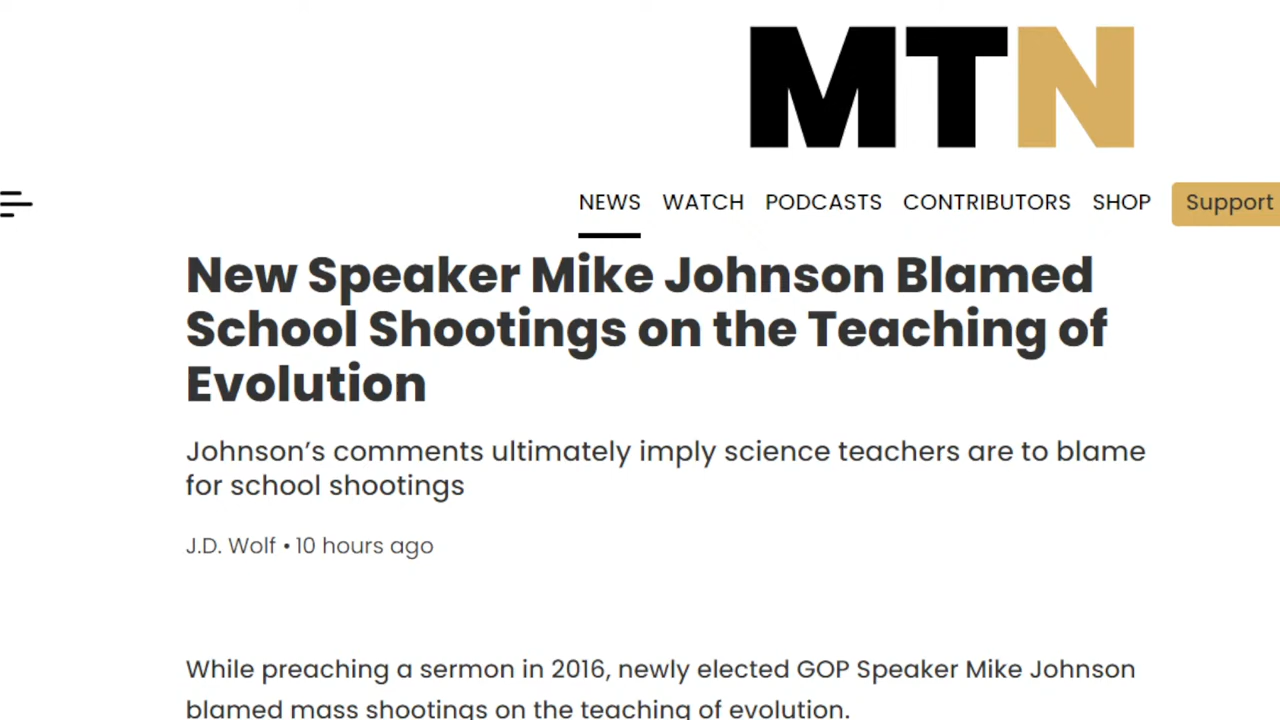 MTN
NEWS WATCH PODCASTS CONTRIBUTORS SHOP Support
New Speaker Mike Johnson Blamed
School Shootings on the Teaching of
Evolution
Johnson’s comments ultimately imply science teachers are to blame
for school shootings
J.D. Wolf • 10 hours ago
While preaching a sermon in 2016, newly elected GOP Speaker Mike Johnson
blamed mass shootings on the teaching of evolution.